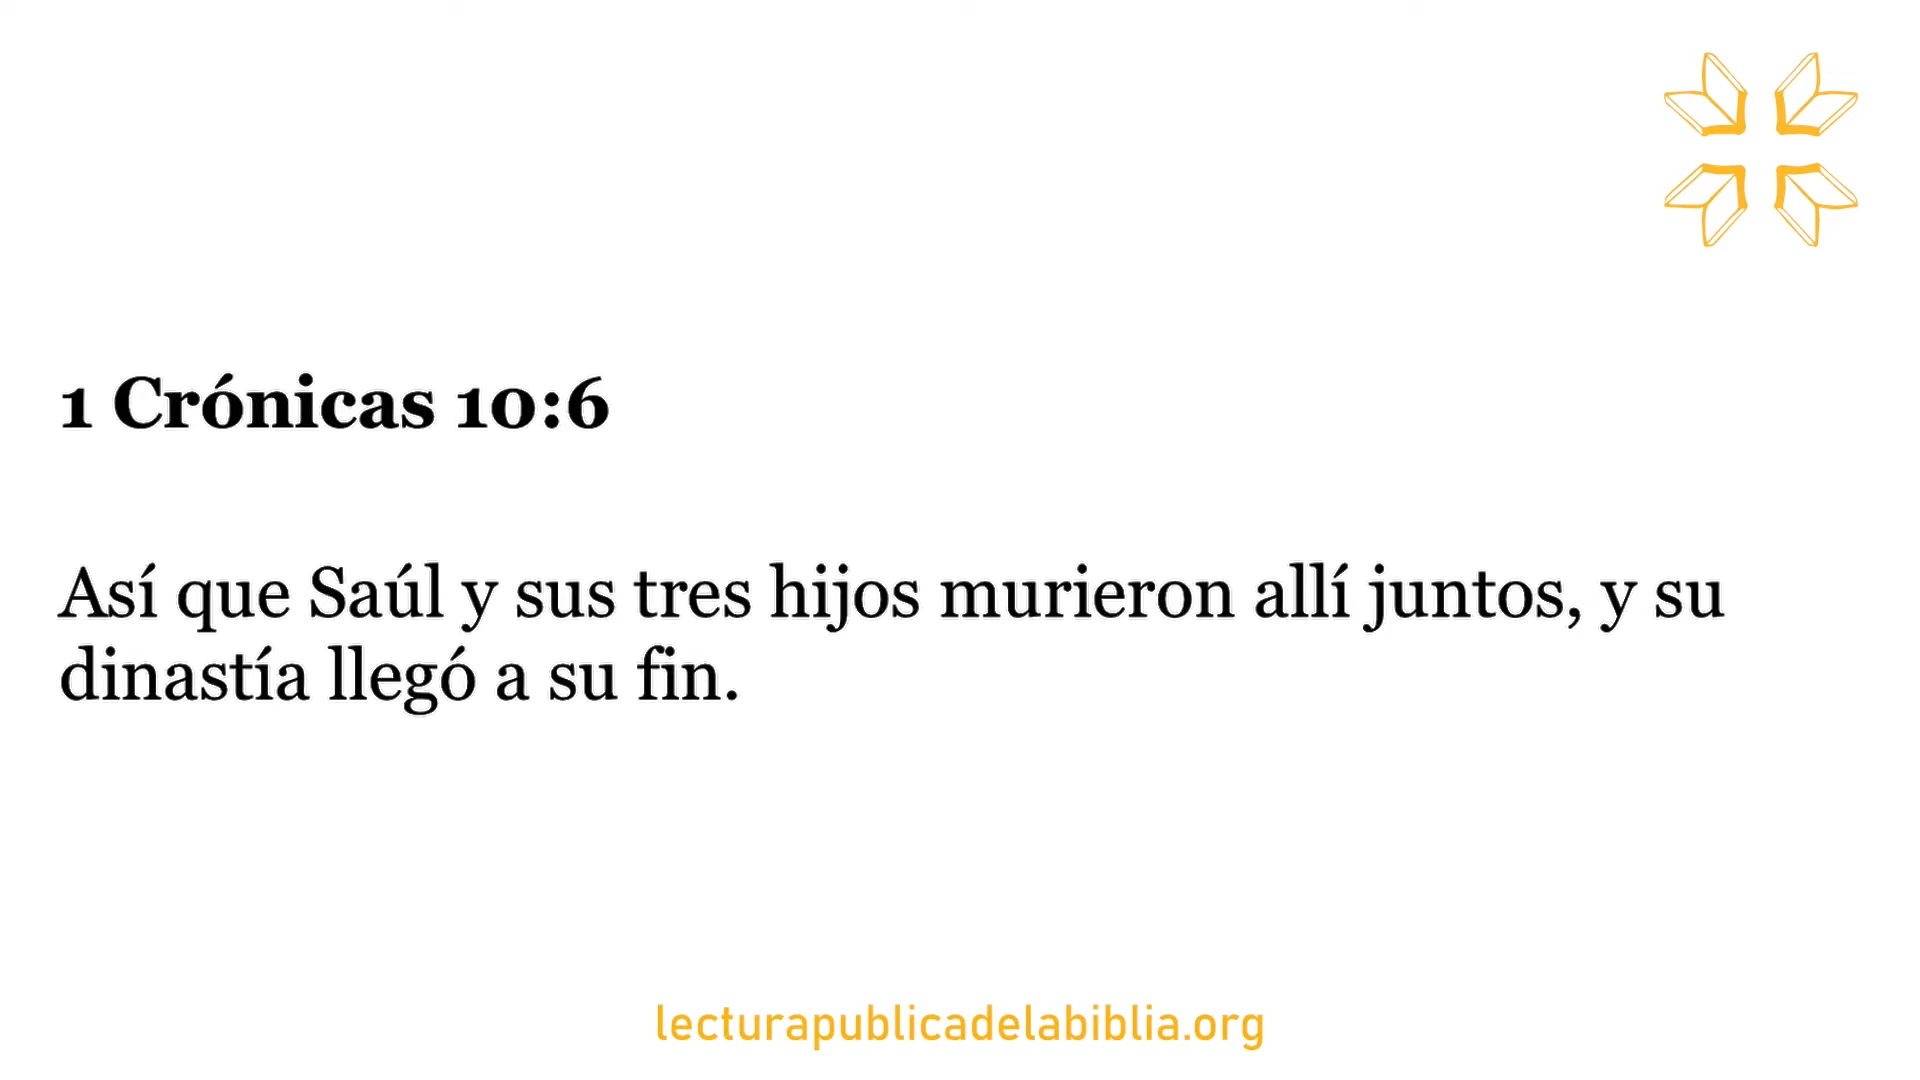 1 Crónicas 10:6
Así que Saúl y sus tres hijos murieron allí juntos, y su
dinastía llegó a su fin.
lecturapublicadelabiblia.org